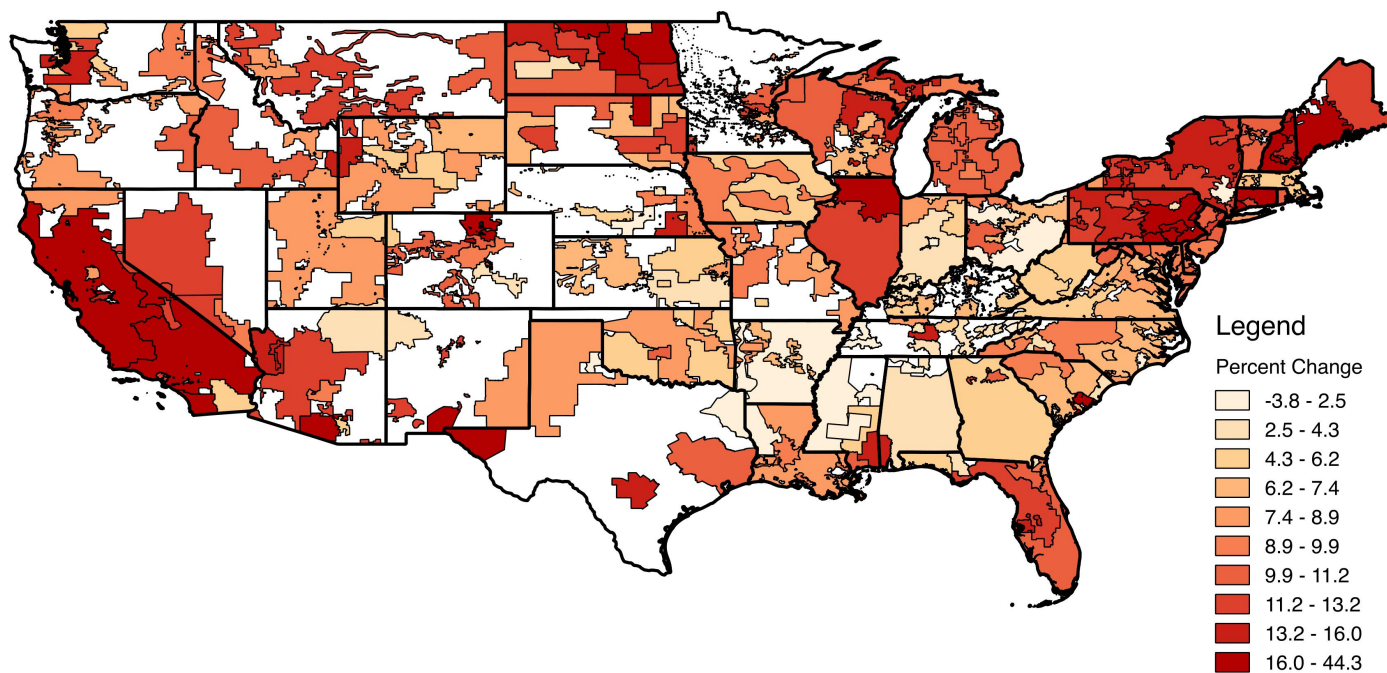 Legend
Percent Change
-3.8 - 2.5
2.5 - 4.3
4.3 - 6.2
6.2 - 7.4
7.4 - 8.9
8.9 - 9.9
9.9 - 11.2
11.2 - 13.2
13.2 - 16.0
16.0 - 44.3